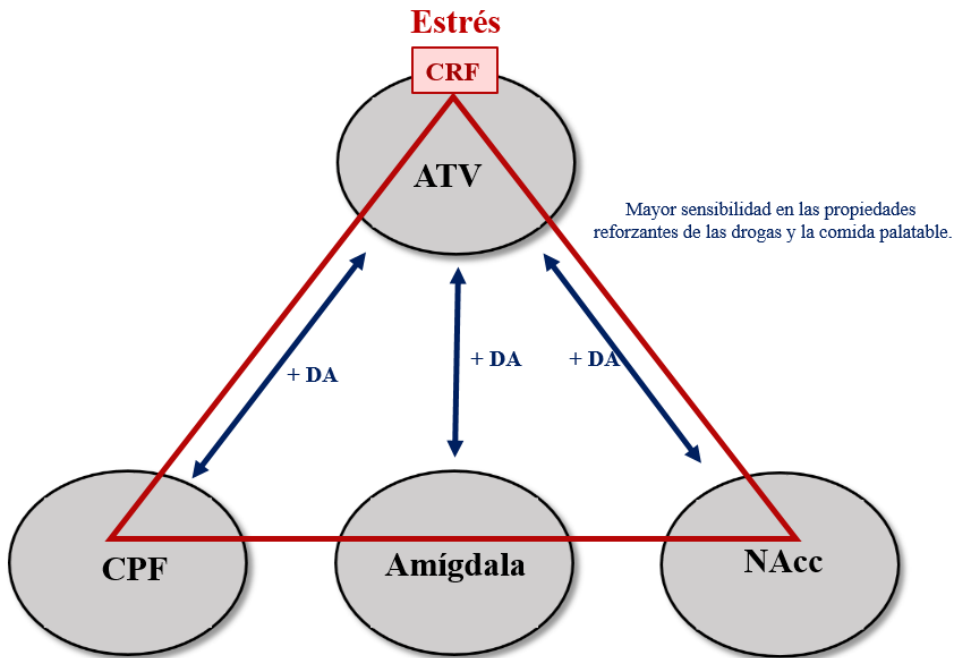 Estrés
CRF
ATV
Mayor sensibilidad en las propiedades
reforzantes de las drogas y la comida palatable.
+ DA
+ DA
+ DA
CPF
Amígdala
NAcc